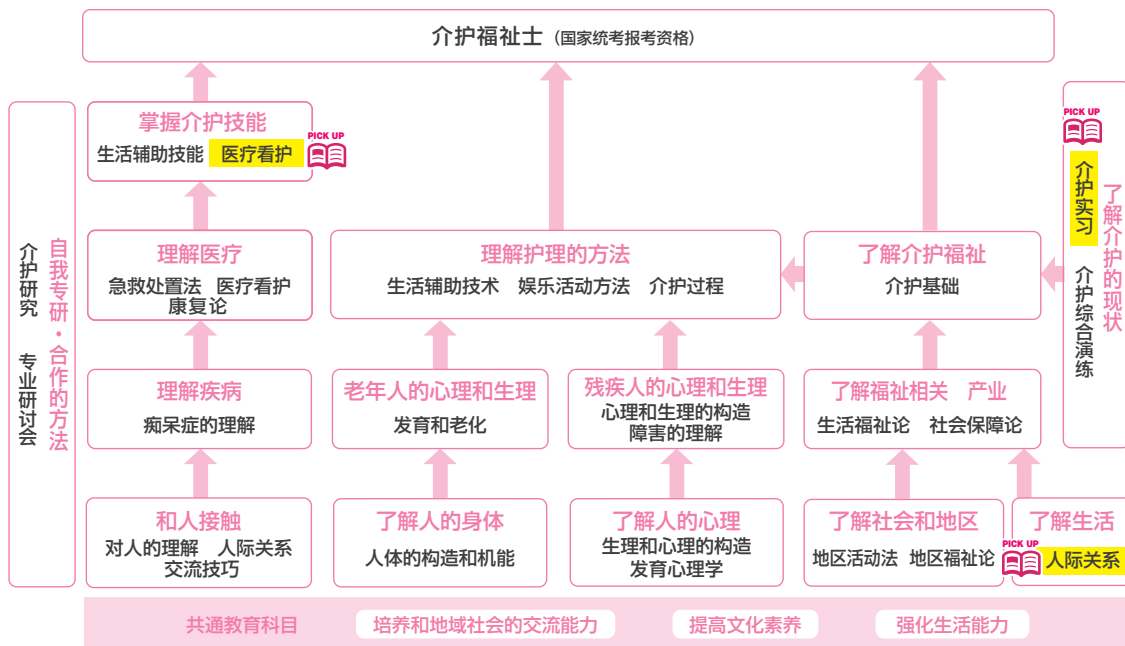 介护福祉士（国家统考报考资格）
掌握介护技能
生活辅助技能 医疗看护
PICK UP
PICK UP
介护实习 介护综合演练
了解介护的现状
自我专研・合作的方法
介护研究 专业研讨会
理解医疗
急救处置法 医疗看护
康复论
理解护理的方法
生活辅助技术 娱乐活动方法 介护过程
了解介护福祉
介护基础
理解疾病
痴呆症的理解
老年人的心理和生理
发育和老化
残疾人的心理和生理
心理和生理的构造
障害的理解
了解福祉相关 产业
生活福祉论 社会保障论
和人接触
对人的理解 人际关系
交流技巧
了解人的身体
人体的构造和机能
了解人的心理
生理和心理的构造
发育心理学
了解社会和地区
地区活动法 地区福祉论
了解生活
PICK UP
人际关系
共通教育科目 培养和地域社会的交流能力 提高文化素养 强化生活能力